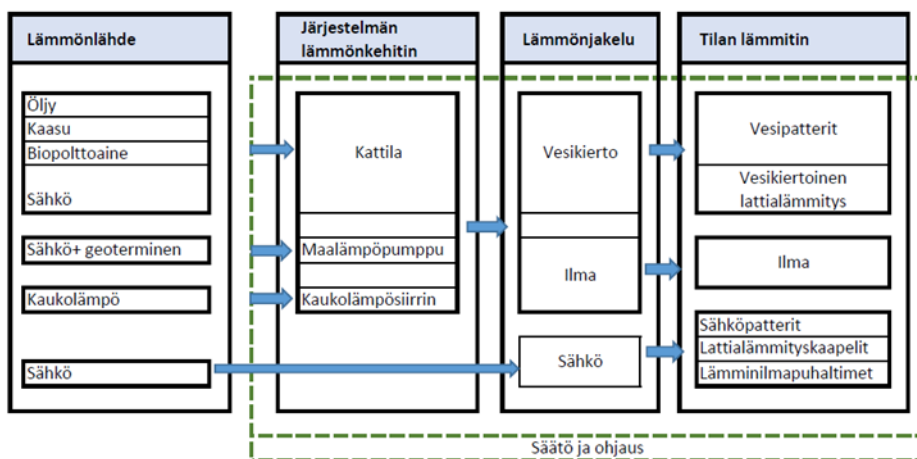 Lämmönlähde
Öljy
Kaasu
Biopolttoaine
Sähkö
Sähkö+ geoterminen
Kaukolämpö
Sähkö
Järjestelmän
lämmönkehitin
Kattila
Maalämpöpumppu
Kaukolämpösiirrin
Lämmönjakelu
Vesikierto
Ilma
Sähkö
Tilan lämmitin
Vesipatterit
Vesikiertoinen
lattialämmitys
Ilma
Sähköpatterit
Lattialämmityskaapelit
Lämminilmapuhaltimet
Säätö ja ohjaus